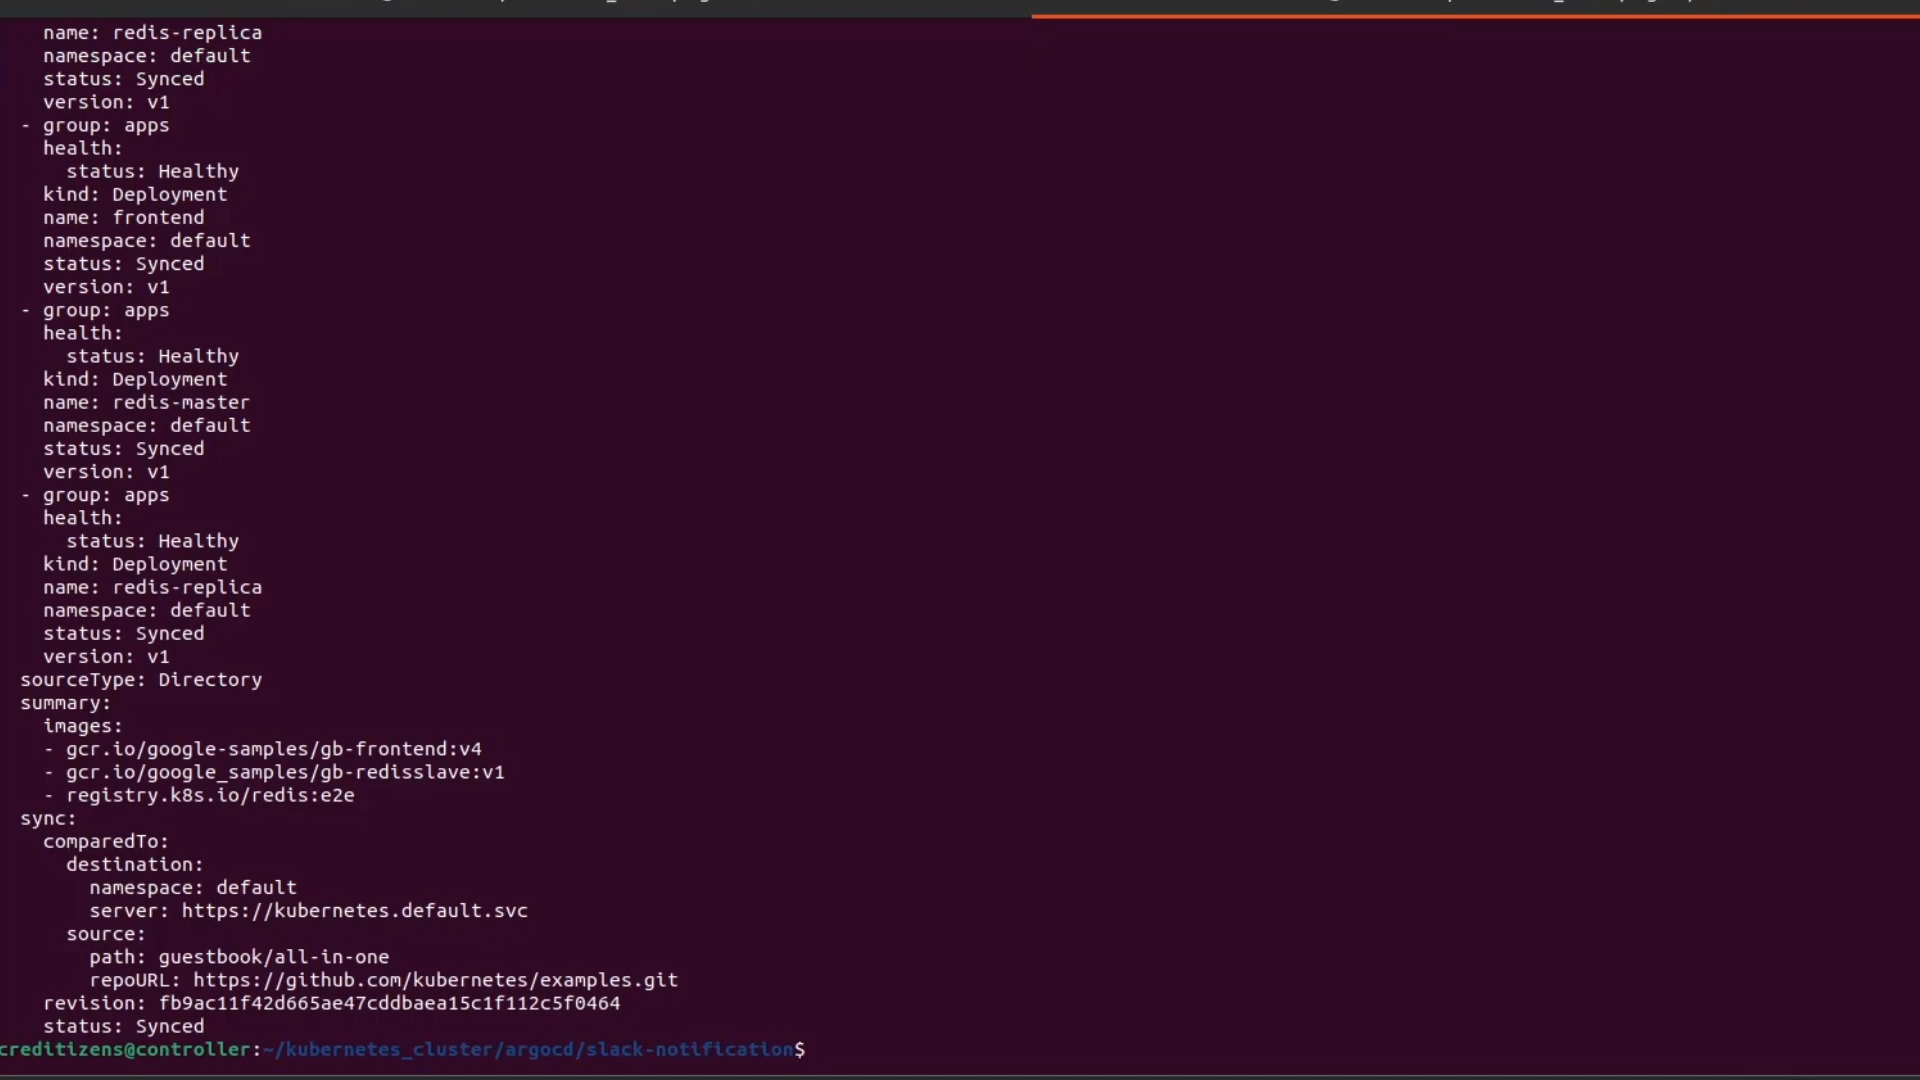 name: redis-replica
namespace: default
status: Synced
version: v1
- group: apps
health:
status: Healthy
kind: Deployment
name: frontend
namespace: default
status: Synced
version: v1
- group: apps
health:
status: Healthy
kind: Deployment
name: redis-master
namespace: default
status: Synced
version: v1
- group: apps
health:
status: Healthy
kind: Deployment
name: redis-replica
namespace: default
status: Synced
version: v1
sourceType: Directory
summary:
images:
- gcr.io/google-samples/gb-frontend:v4
- gcr.io/google_samples/gb-redisslave:v1
- registry.k8s.io/redis:e2e
sync:
comparedTo:
destination:
namespace: default
server: https://kubernetes.default.svc
source:
path: guestbook/all-in-one
repoURL: https://github.com/kubernetes/examples.git
revision: fb9ac11f42d665ae47cddbaea15c1f112c5f0464
status: Synced
creditizens@controller:~/kubernetes_cluster/argocd/slack-notification$